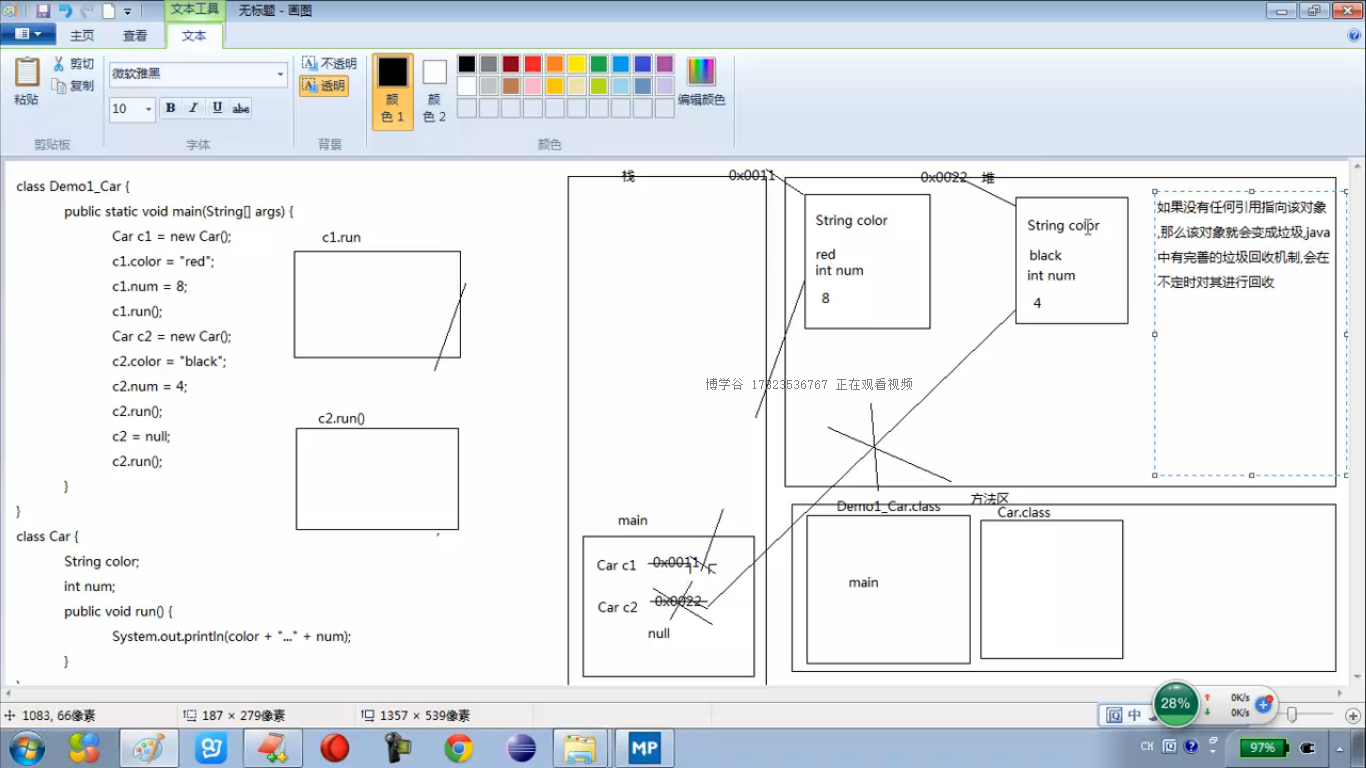 文本工具
无标题 - 画图
主页
查看
文本
粘贴
剪切
复制
剪贴板
微软雅黑
10
B I U abc
字体
不透明
透明
背景
颜色 1
颜色 2
颜色
编辑颜色
class Demo1_Car {
public static void main(String[] args) {
Car c1 = new Car();
c1.color = "red";
c1.num = 8;
c1.run();
Car c2 = new Car();
c2.color = "black";
c2.num = 4;
c2.run();
c2 = null;
c2.run();
}
}
class Car {
String color;
int num;
public void run() {
System.out.println(color + "..." + num);
}
c1.run
c2.run()
栈
main
Car c1 0x0011
Car c2 0x0022
null
0x0011
0x0022 堆
String color
red
int num
8
String color
black
int num
4
如果没有任何引用指向该对象
,那么该对象就会变成垃圾,java
中有完善的垃圾回收机制,会在
不定时对其进行回收
博学谷 17823536767 正在观看视频
方法区
Demo1_Car.class
main
Car.class
1083, 66像素
187 × 279像素
1357 × 539像素
中
28%
0K/s
0K/s
MP
CH
97%